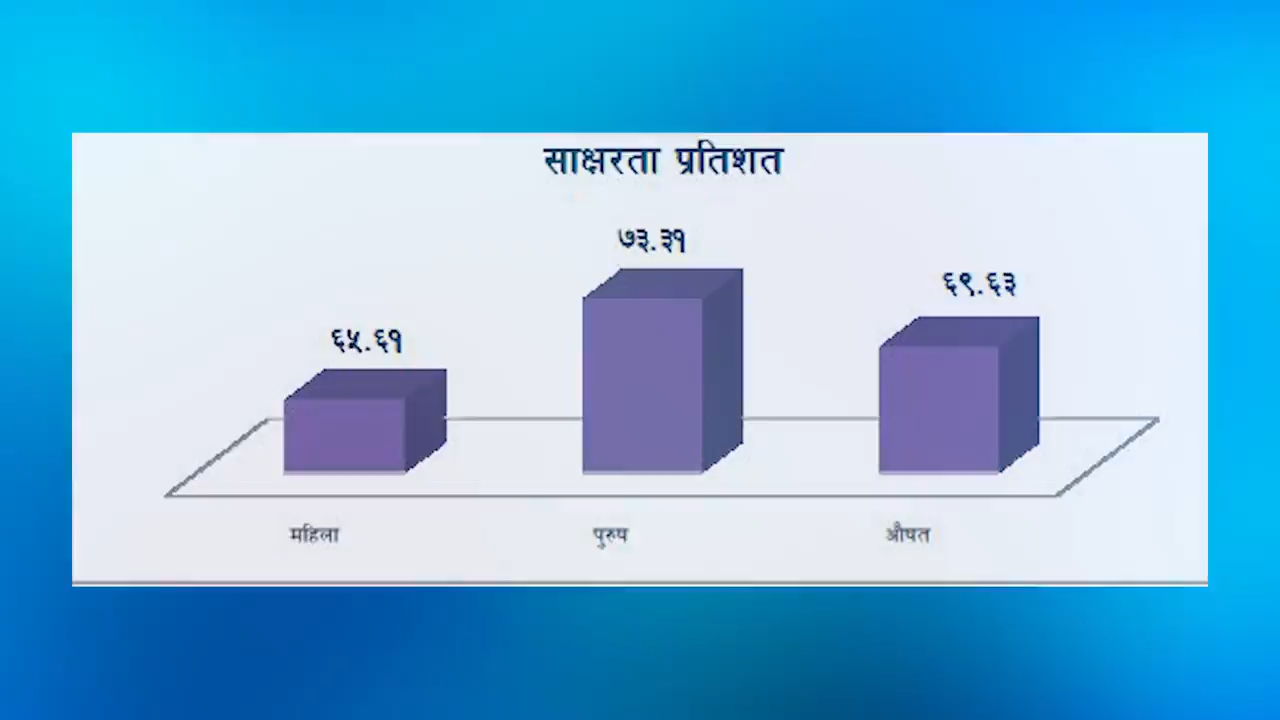 साक्षरता प्रतिशत
६५.६१
७३.३१
६९.६३
महिला
पुरुष
औषत